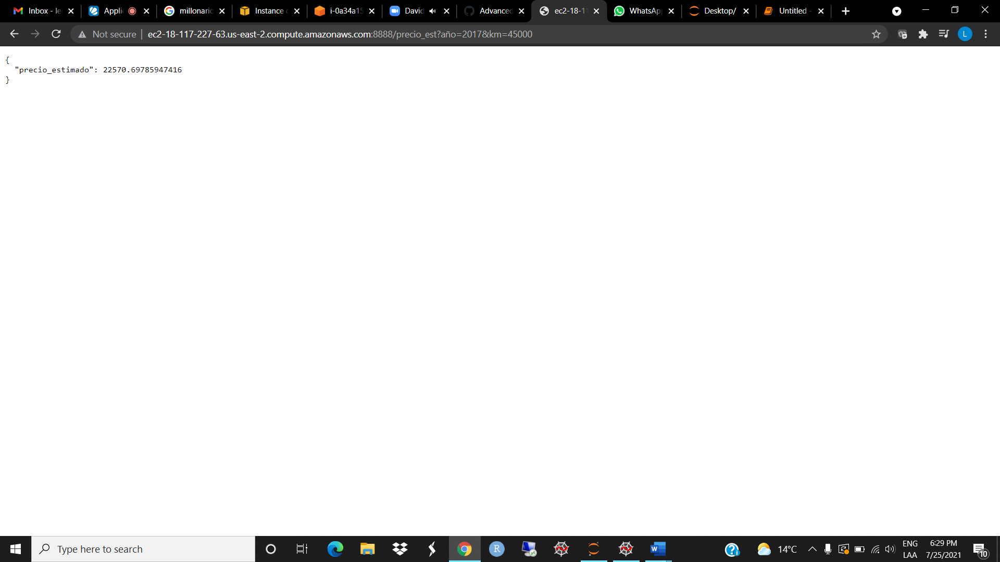 Inbox - le
Appli
millonario
Instance
i-0a34a15
David
Advanced
ec2-18-11
WhatsAp
Desktop/
Untitled -
Not secure
ec2-18-117-227-63.us-east-2.compute.amazonaws.com:8888/precio_est?año=2017&km=45000
L
{
"precio_estimado": 22570.69785947416
}
Type here to search
R
W
14°C
ENG
LAA
6:29 PM
7/25/2021
10